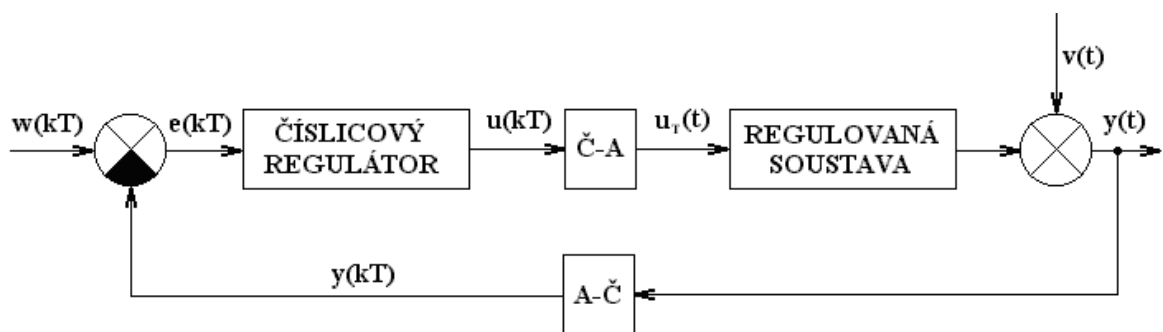 v(t)
w(kT)
e(kT)
ČÍSLICOVÝ
REGULÁTOR
u(kT)
Č-A
u_T(t)
REGULOVANÁ
SOUSTAVA
y(t)
y(kT)
A-Č